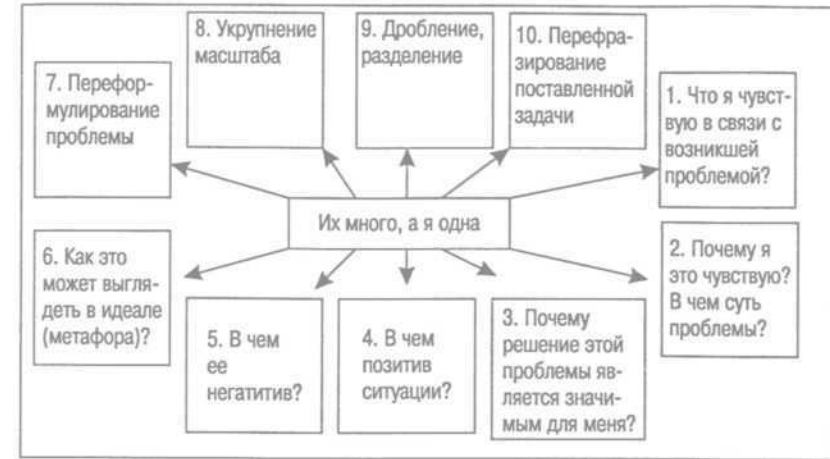 8. Укрупнение
масштаба
9. Дробление,
разделение
10. Перефра-
зирование
поставленной
задачи
7. Перефор-
мулирование
проблемы
1. Что я чувст-
вую в связи с
возникшей
проблемой?
Их много, а я одна
6. Как это
может выгля-
деть в идеале
(метафора)?
2. Почему я
это чувствую?
В чем суть
проблемы?
5. В чем
ее
негатитив?
4. В чем
позитив
ситуации?
3. Почему
решение этой
проблемы яв-
ляется значи-
мым для меня?